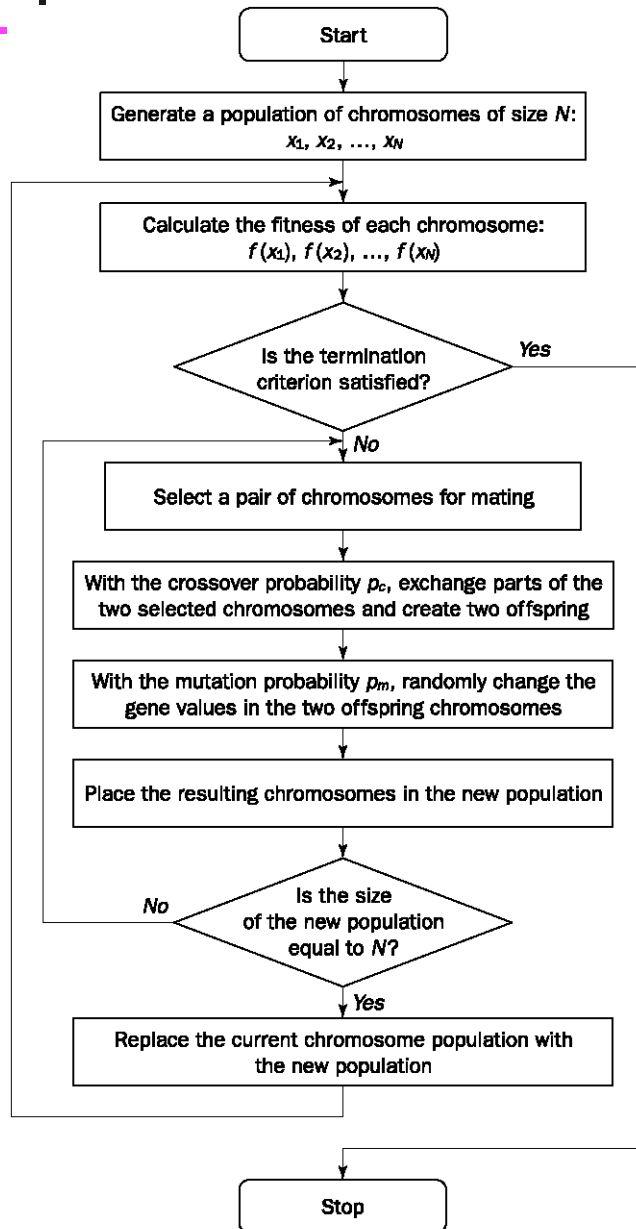 Start
Generate a population of chromosomes of size N:
x₁, x₂, ..., x_N
Calculate the fitness of each chromosome:
f(x₁), f(x₂), ..., f(x_N)
Is the termination
criterion satisfied?
Yes
No
Select a pair of chromosomes for mating
With the crossover probability p_c, exchange parts of the
two selected chromosomes and create two offspring
With the mutation probability p_m, randomly change the
gene values in the two offspring chromosomes
Place the resulting chromosomes in the new population
Is the size
of the new population
equal to N?
No
Yes
Replace the current chromosome population with
the new population
Stop